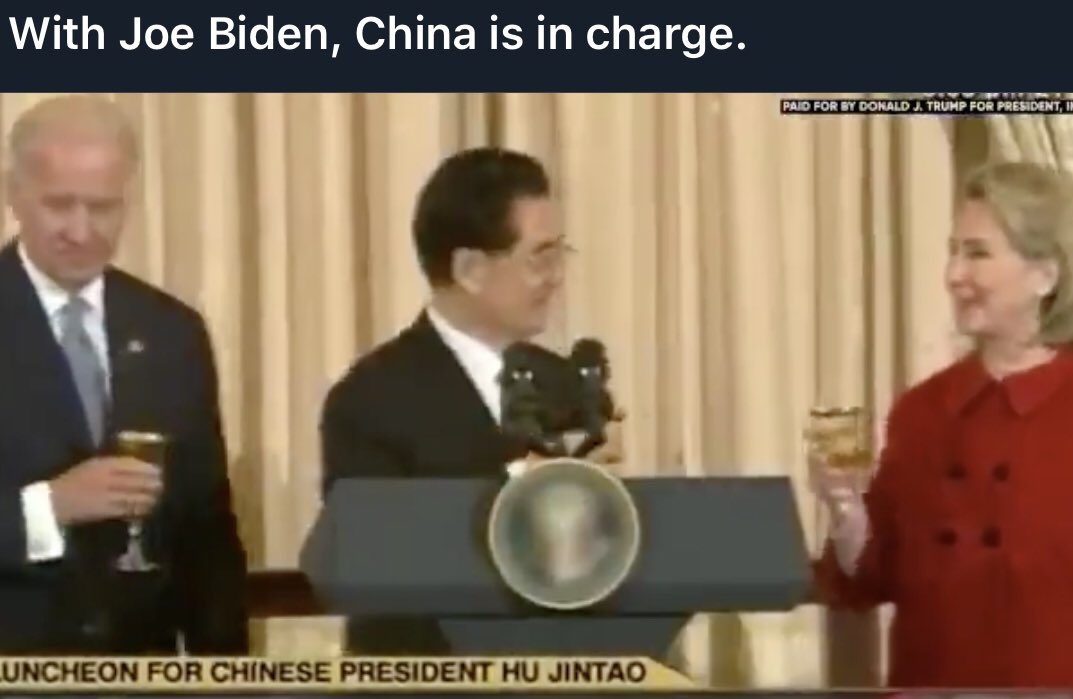 With Joe Biden, China is in charge.
PAID FOR BY DONALD J. TRUMP FOR PRESIDENT,
LUNCHEON FOR CHINESE PRESIDENT HU JINTAO